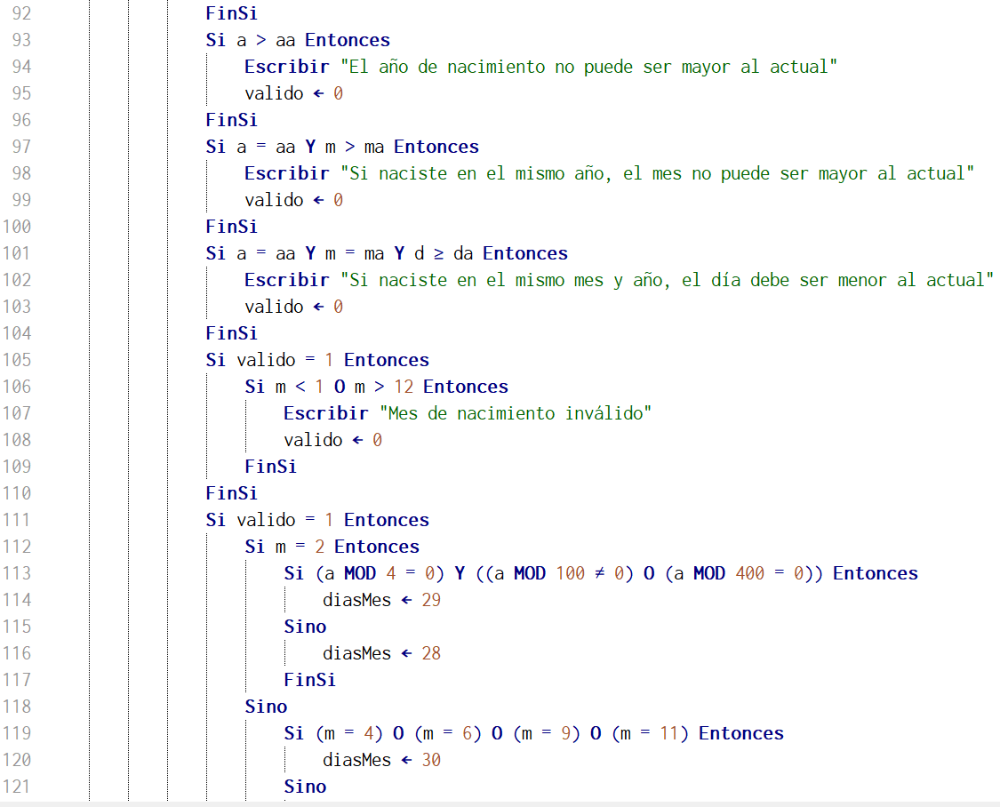 92 FinSi
93 Si a > aa Entonces
94 Escribir "El año de nacimiento no puede ser mayor al actual"
95 valido ← 0
96 FinSi
97 Si a = aa Y m > ma Entonces
98 Escribir "Si naciste en el mismo año, el mes no puede ser mayor al actual"
99 valido ← 0
100 FinSi
101 Si a = aa Y m = ma Y d ≥ da Entonces
102 Escribir "Si naciste en el mismo mes y año, el día debe ser menor al actual"
103 valido ← 0
104 FinSi
105 Si valido = 1 Entonces
106 Si m < 1 O m > 12 Entonces
107 Escribir "Mes de nacimiento inválido"
108 valido ← 0
109 FinSi
110 FinSi
111 Si valido = 1 Entonces
112 Si m = 2 Entonces
113 Si (a MOD 4 = 0) Y ((a MOD 100 ≠ 0) O (a MOD 400 = 0)) Entonces
114 diasMes ← 29
115 Sino
116 diasMes ← 28
117 FinSi
118 Sino
119 Si (m = 4) O (m = 6) O (m = 9) O (m = 11) Entonces
120 diasMes ← 30
121 Sino